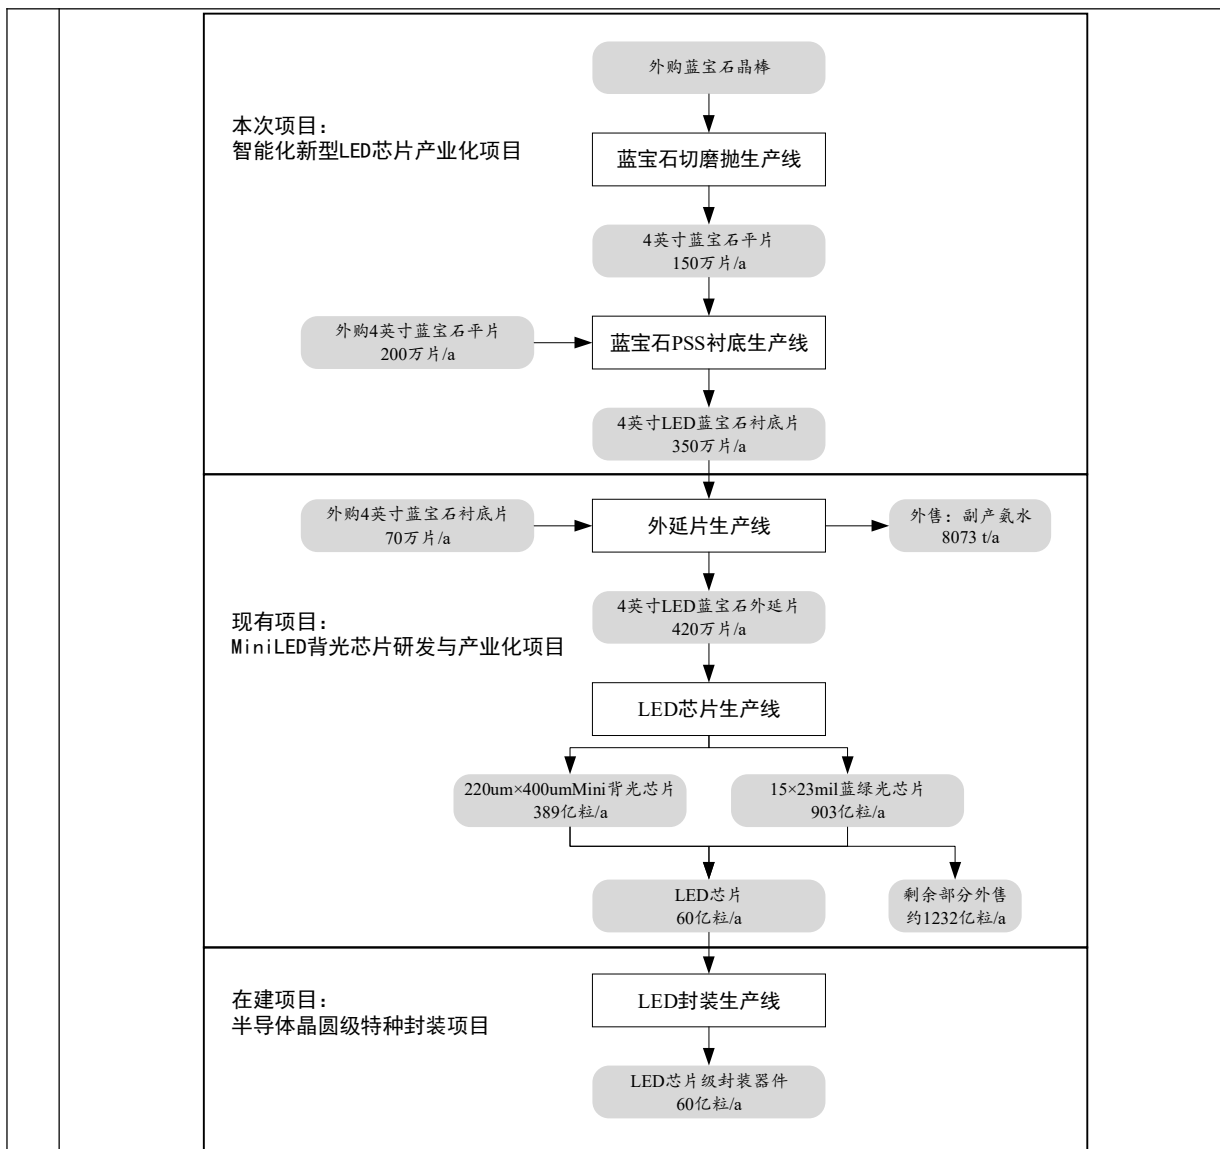 外购蓝宝石晶棒
本次项目：
智能化新型LED芯片产业化项目
蓝宝石切磨抛生产线
4英寸蓝宝石平片
150万片/a
外购4英寸蓝宝石平片
200万片/a
蓝宝石PSS衬底生产线
4英寸LED蓝宝石衬底片
350万片/a
外购4英寸蓝宝石衬底片
70万片/a
外延片生产线
外售：副产氨水
8073 t/a
现有项目：
MiniLED背光芯片研发与产业化项目
4英寸LED蓝宝石外延片
420万片/a
LED芯片生产线
220um×400umMini背光芯片
389亿粒/a
15×23mil蓝绿光芯片
903亿粒/a
LED芯片
60亿粒/a
剩余部分外售
约1232亿粒/a
在建项目：
半导体晶圆级特种封装项目
LED封装生产线
LED芯片级封装器件
60亿粒/a